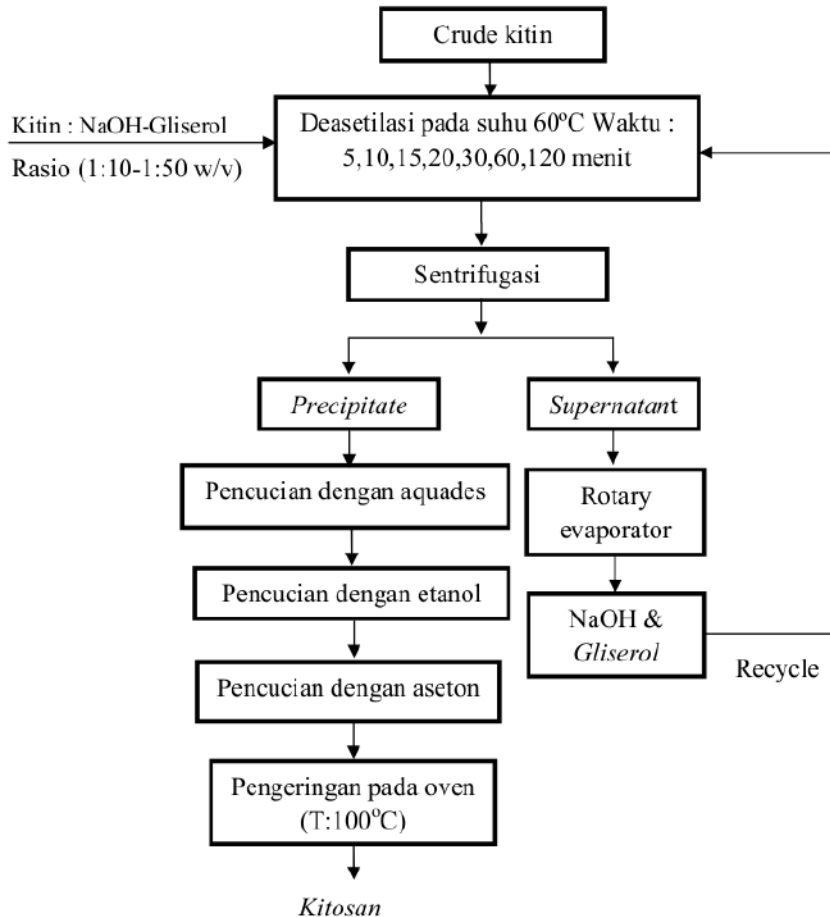 Crude kitin
Kitin : NaOH-Gliserol
Rasio (1:10-1:50 w/v)
Deasetilasi pada suhu 60ºC Waktu :
5,10,15,20,30,60,120 menit
Sentrifugasi
Precipitate
Supernatant
Pencucian dengan aquades
Rotary
evaporator
Pencucian dengan etanol
NaOH &
Gliserol
Recycle
Pencucian dengan aseton
Pengeringan pada oven
(T:100°C)
Kitosan